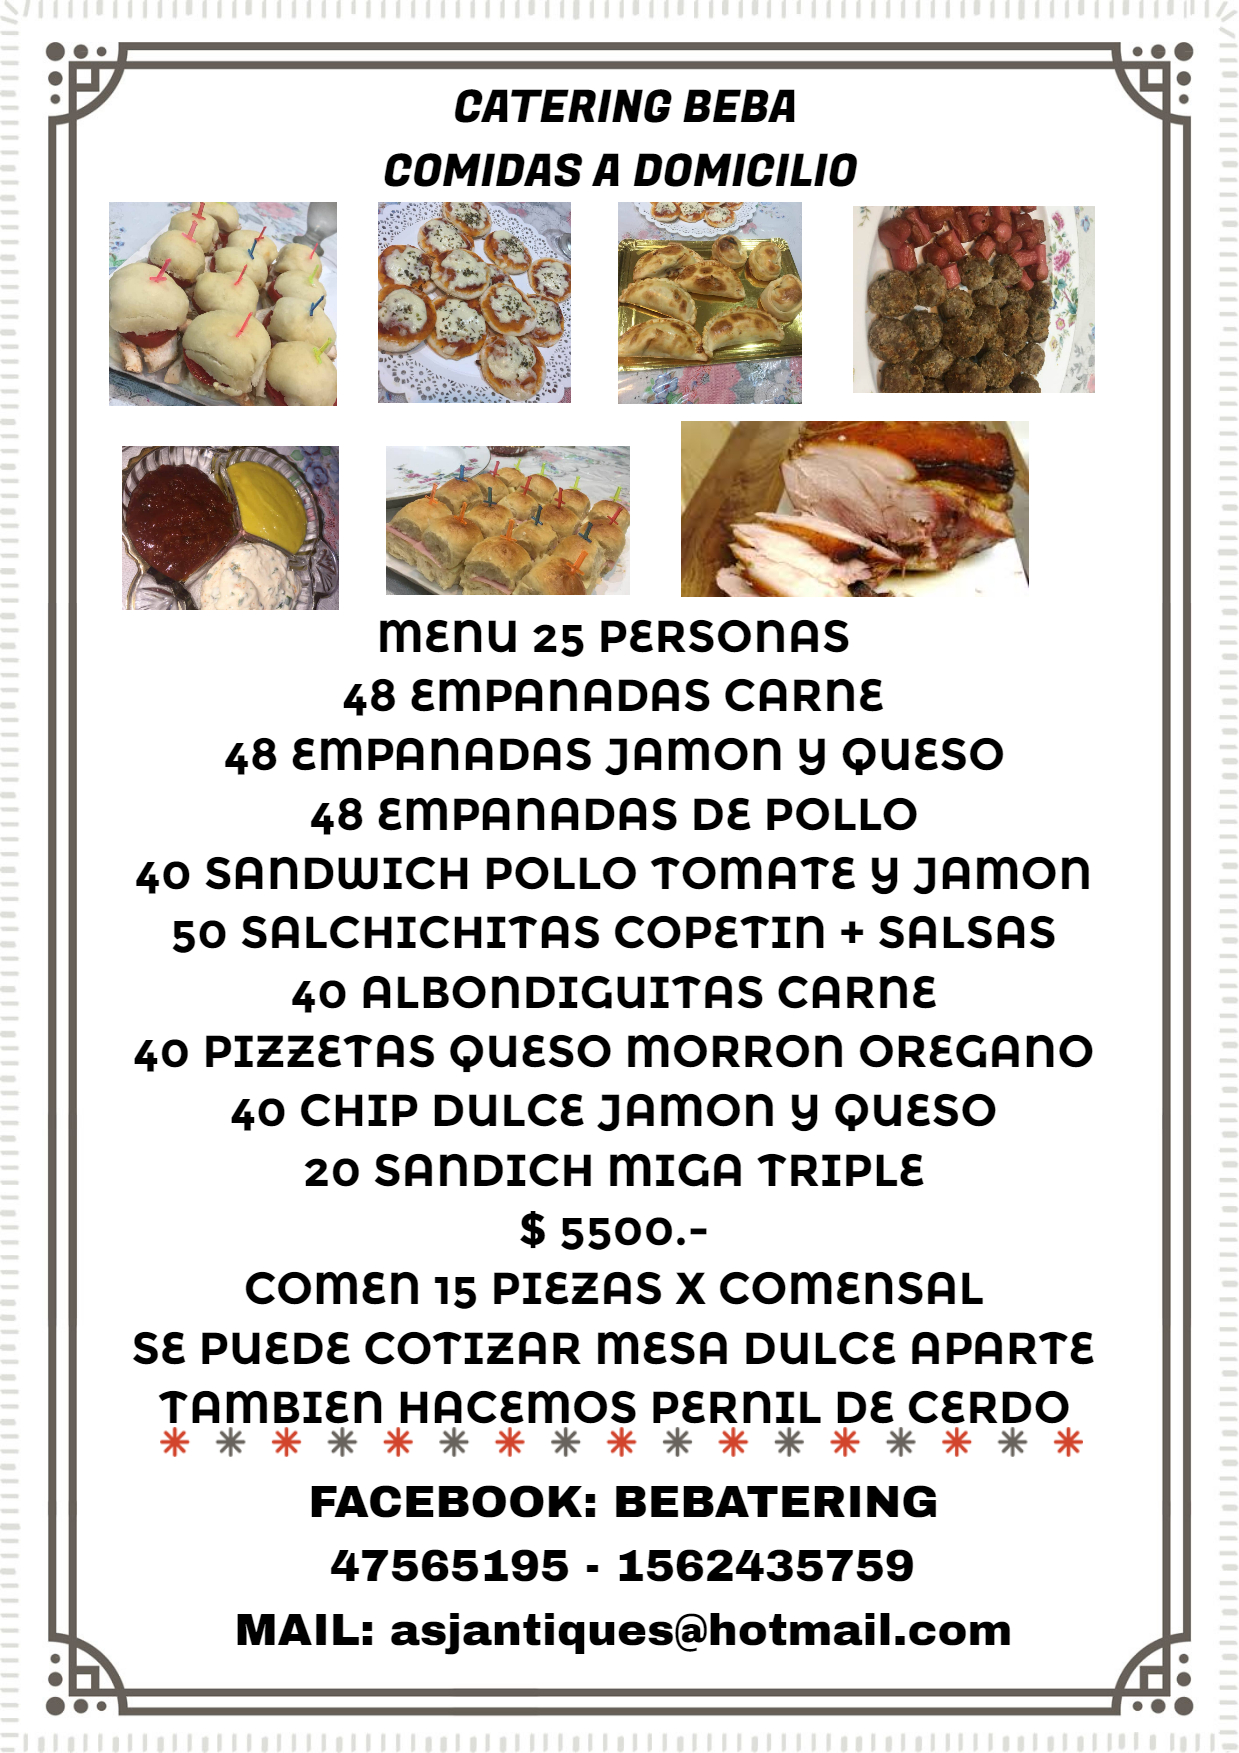 CATERING BEBA
COMIDAS A DOMICILIO
MENU 25 PERSONAS
48 EMPANADAS CARNE
48 EMPANADAS JAMON Y QUESO
48 EMPANADAS DE POLLO
40 SANDWICH POLLO TOMATE Y JAMON
50 SALCHICHITAS COPETIN + SALSAS
40 ALBONDIGUITAS CARNE
40 PIZZETAS QUESO MORRON OREGANO
40 CHIP DULCE JAMON Y QUESO
20 SANDICH MIGA TRIPLE
$ 5500.-
COMEN 15 PIEZAS X COMENSAL
SE PUEDE COTIZAR MESA DULCE APARTE
TAMBIEN HACEMOS PERNIL DE CERDO
FACEBOOK: BEBATERING
47565195 - 1562435759
MAIL: asjantiques@hotmail.com